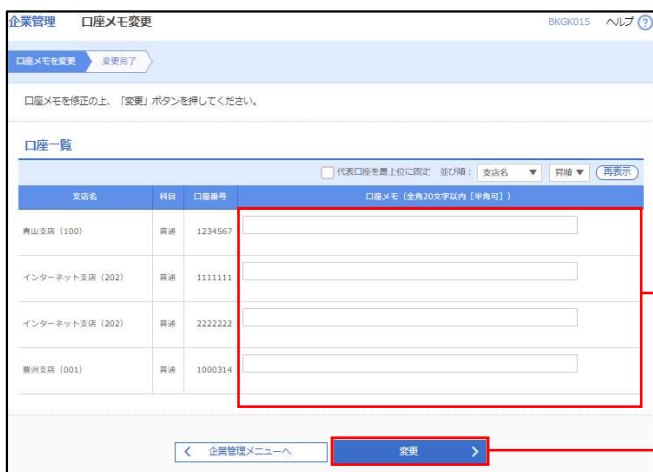 企業管理 口座メモ変更 BKGK015 ヘルプ ?
口座メモを変更 変更完了
口座メモを修正の上、「変更」ボタンを押してください。
口座一覧
代表口座を最上位に固定 並び順： 支店名 ▼ 昇順 ▼ 再表示
支店名 科目 口座番号 口座メモ（全角20文字以内［半角可］）
青山支店（100） 普通 1234567
インターネット支店（202） 普通 1111111
インターネット支店（202） 普通 2222222
豊洲支店（001） 普通 1000314
企業管理メニューへ 変更